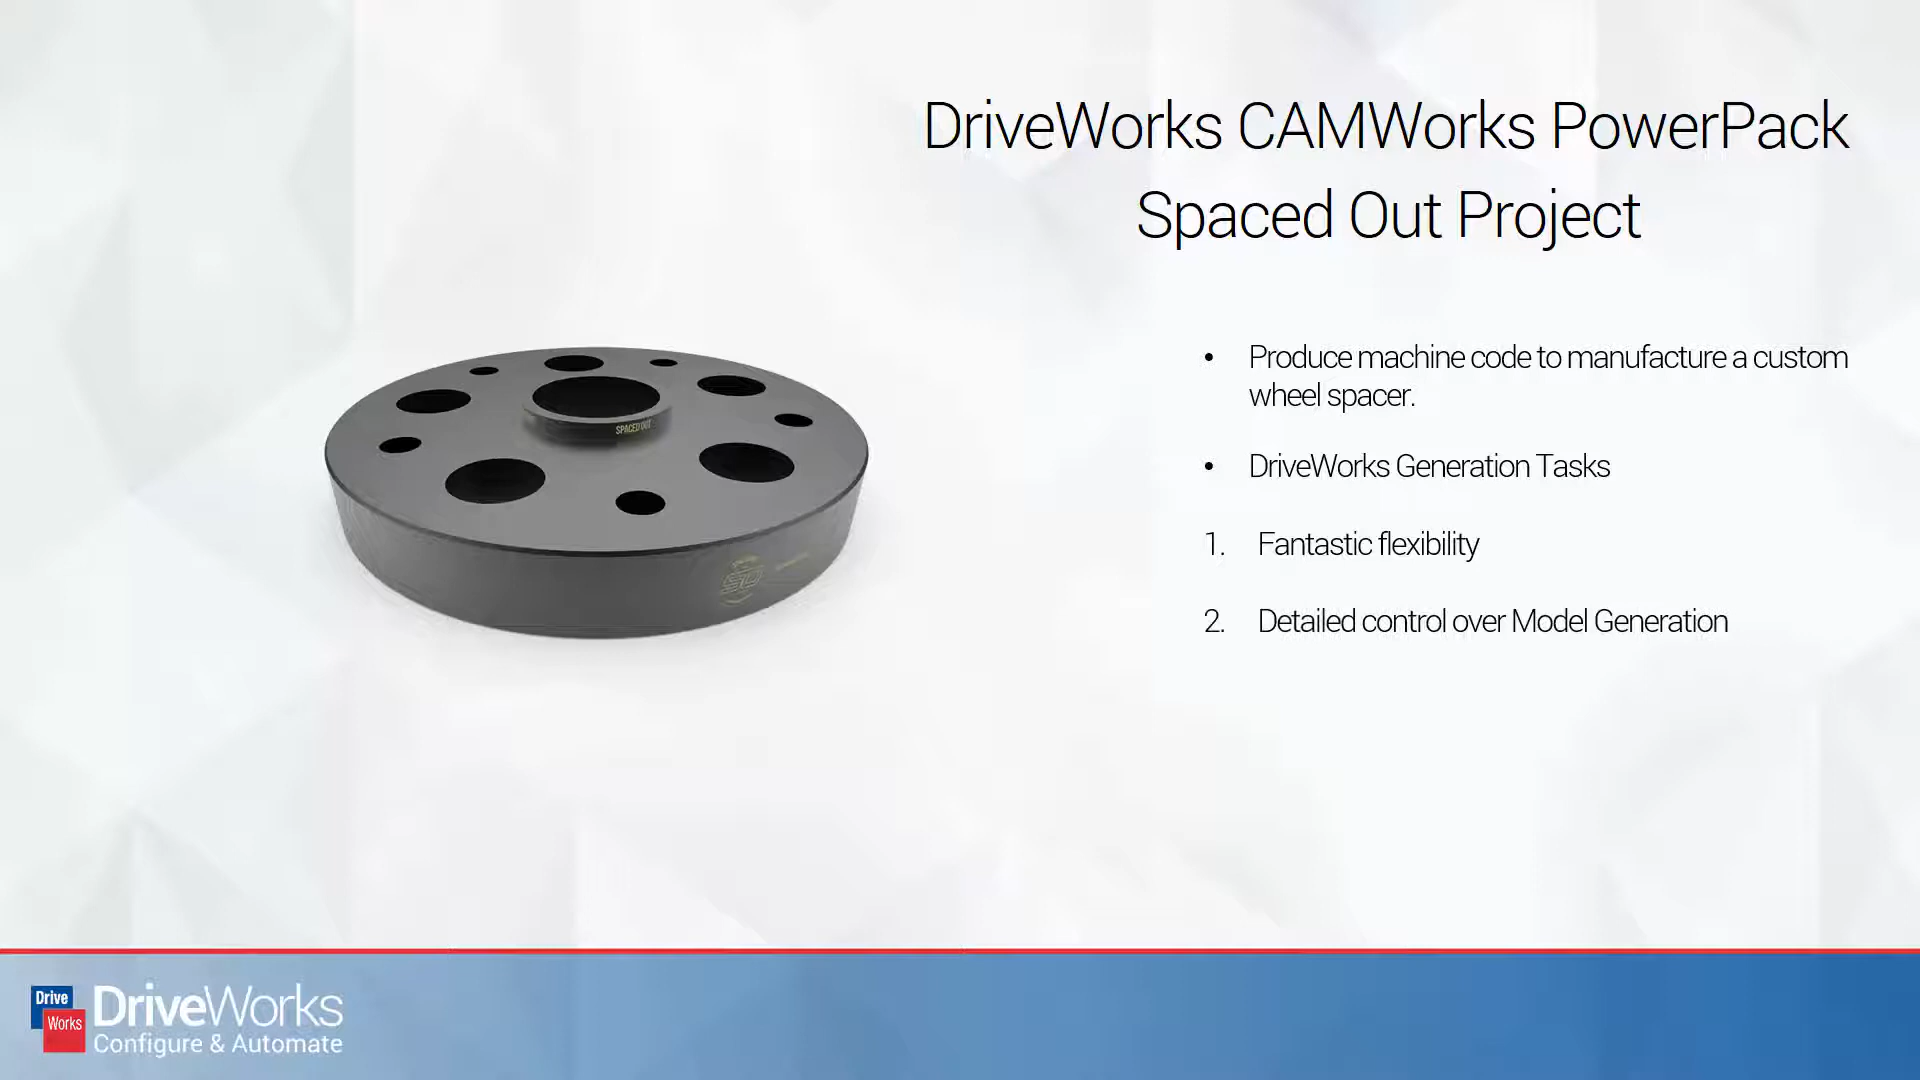 DriveWorks CAMWorks PowerPack
Spaced Out Project
• Produce machine code to manufacture a custom
wheel spacer.
• DriveWorks Generation Tasks
1. Fantastic flexibility
2. Detailed control over Model Generation
SPACED OUT
Drive
Works
DriveWorks
Configure & Automate